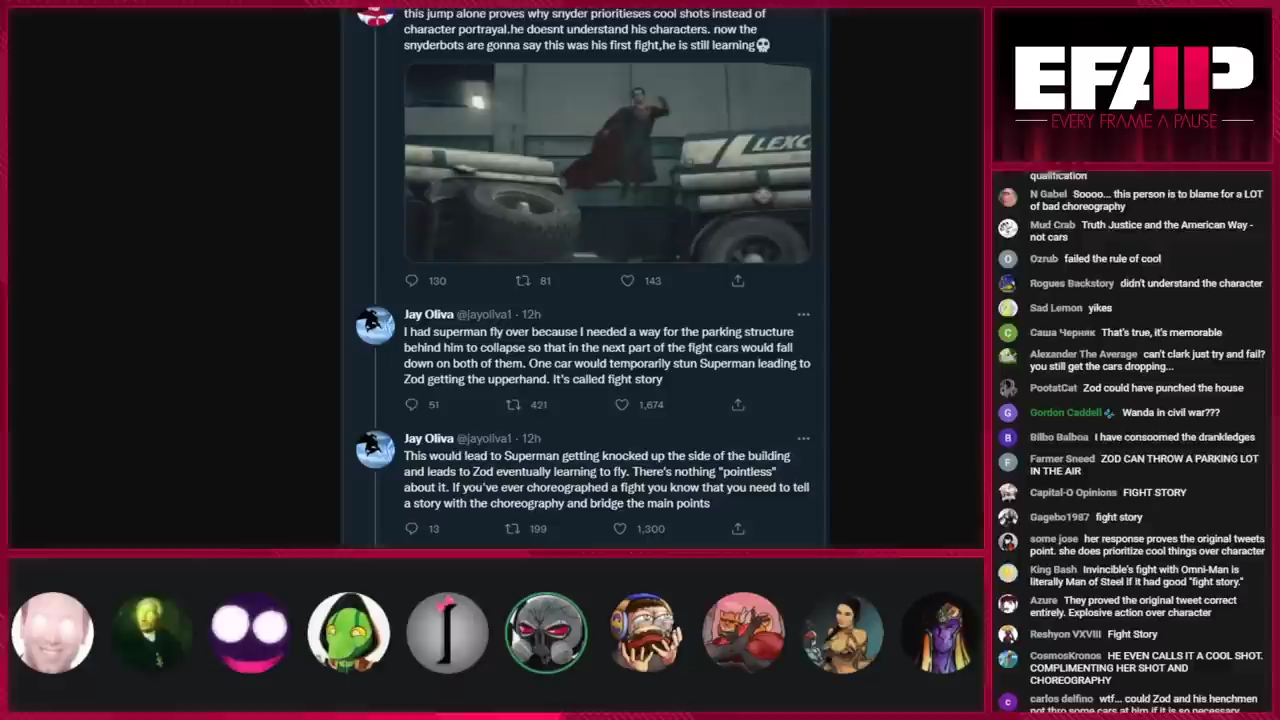 this jump alone proves why snyder prioritieses cool shots instead of
character portrayal.he doesnt understand his characters. now the
snyderbots are gonna say this was his first fight,he is still learning💀
LEXC
130 81 143
Jay Oliva @jayoliva1 · 12h
I had superman fly over because I needed a way for the parking structure
behind him to collapse so that in the next part of the fight cars would fall
down on both of them. One car would temporarily stun Superman leading to
Zod getting the upperhand. It's called fight story
51 421 1,674
Jay Oliva @jayoliva1 · 12h
This would lead to Superman getting knocked up the side of the building
and leads to Zod eventually learning to fly. There's nothing "pointless"
about it. If you've ever choreographed a fight you know that you need to tell
a story with the choreography and bridge the main points
13 199 1,300
EFAP
EVERY FRAME A PAUSE
qualification
N Gabel Soooo... this person is to blame for a LOT
of bad choreography
Mud Crab Truth Justice and the American Way -
not cars
O Ozrub failed the rule of cool
Rogues Backstory didn't understand the character
Sad Lemon yikes
С Саша Черняк That's true, it's memorable
Alexander The Average can't clark just try and fail?
you still get the cars dropping...
PootatCat Zod could have punched the house
G Gordon Caddell Wanda in civil war???
B Bilbo Balboa I have consoomed the drankledges
F Farmer Sneed ZOD CAN THROW A PARKING LOT
IN THE AIR
Capital-O Opinions FIGHT STORY
Gagebo1987 fight story
some jose her response proves the original tweets
point. she does prioritize cool things over character
King Bash Invincible's fight with Omni-Man is
literally Man of Steel if it had good "fight story."
Azure They proved the original tweet correct
entirely. Explosive action over character
Reshyon VXVIII Fight Story
CosmosKronos HE EVEN CALLS IT A COOL SHOT.
COMPLIMENTING HER SHOT AND
CHOREOGRAPHY
c carlos delfino wtf... could Zod and his henchmen
not thro some cars at him if it is so necessary